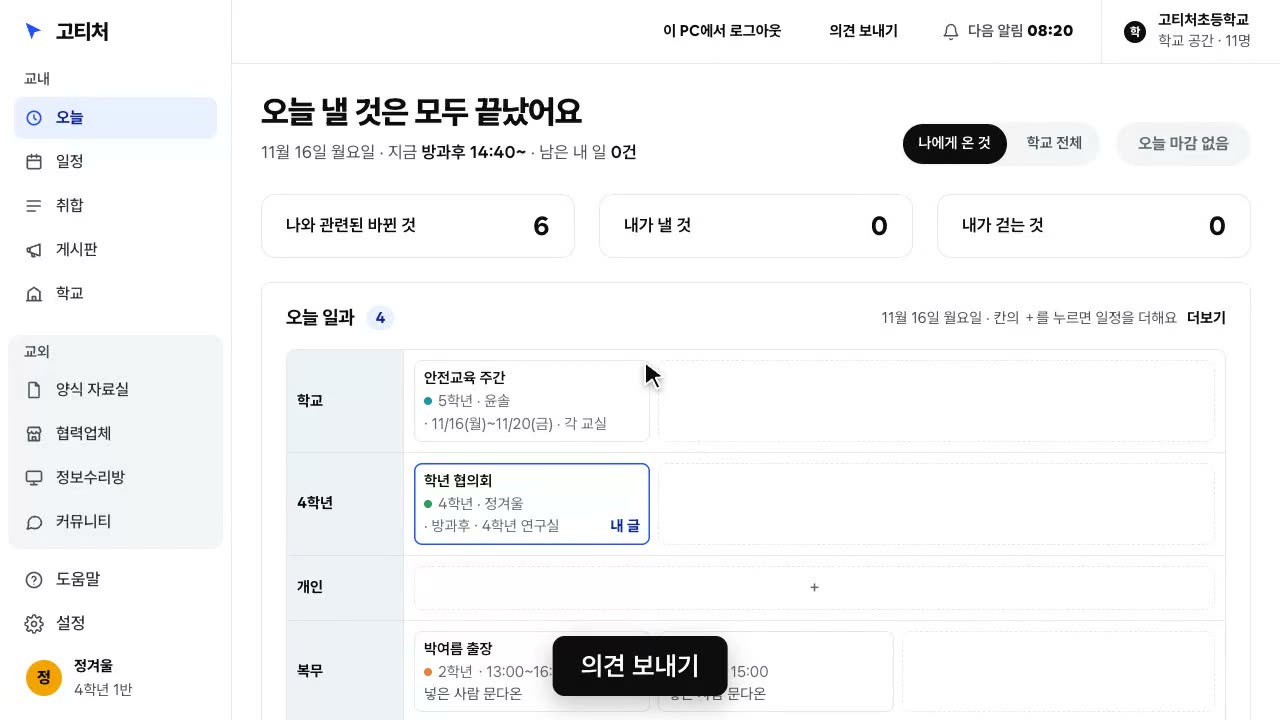 고티처
이 PC에서 로그아웃
의견 보내기
다음 알림 08:20
학
고티처초등학교
학교 공간 · 11명
교내
오늘
일정
취합
게시판
학교
교외
양식 자료실
협력업체
정보수리방
커뮤니티
도움말
설정
정
정겨울
4학년 1반
오늘 낼 것은 모두 끝났어요
11월 16일 월요일 · 지금 방과후 14:40~ · 남은 내 일 0건
나에게 온 것
학교 전체
오늘 마감 없음
나와 관련된 바뀐 것 6
내가 낼 것 0
내가 걷는 것 0
오늘 일과 4
11월 16일 월요일 · 칸의 +를 누르면 일정을 더해요 더보기
학교
안전교육 주간
5학년 · 윤솔
· 11/16(월)~11/20(금) · 각 교실
4학년
학년 협의회
4학년 · 정겨울
· 방과후 · 4학년 연구실 내 글
개인
+
복무
박여름 출장
2학년 · 13:00~16:
넣은 사람 문다온
15:00
문다온
의견 보내기